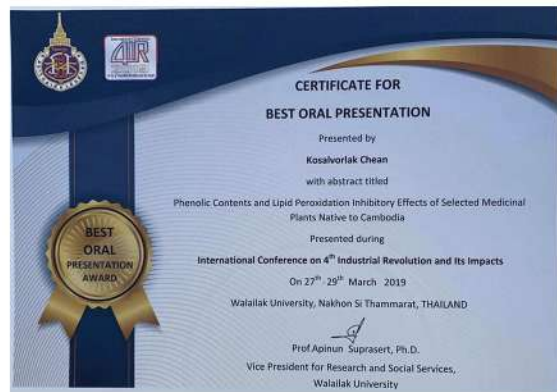 CERTIFICATE FOR
BEST ORAL PRESENTATION
Presented by
Kosalvorlak Chean
with abstract titled
Phenolic Contents and Lipid Peroxidation Inhibitory Effects of Selected Medicinal
Plants Native to Cambodia
Presented during
International Conference on 4th Industrial Revolution and Its Impacts
On 27th - 29th March 2019
Walailak University, Nakhon Si Thammarat, THAILAND
Prof.Apinun Suprasert, Ph.D.
Vice President for Research and Social Services,
Walailak University
BEST
ORAL
PRESENTATION
AWARD